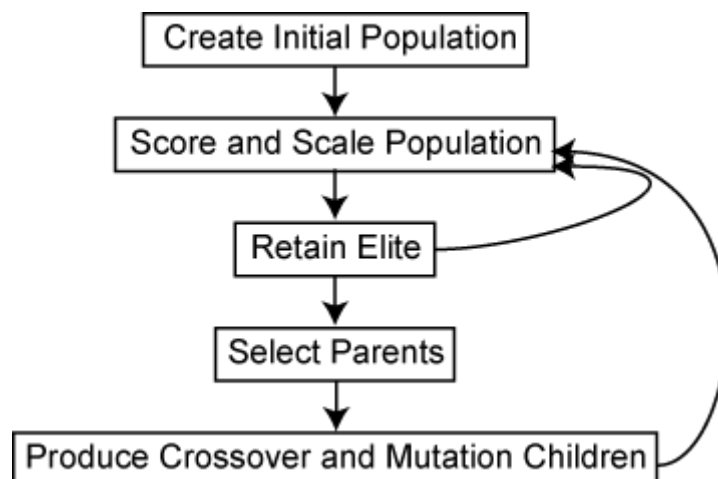 Create Initial Population
Score and Scale Population
Retain Elite
Select Parents
Produce Crossover and Mutation Children